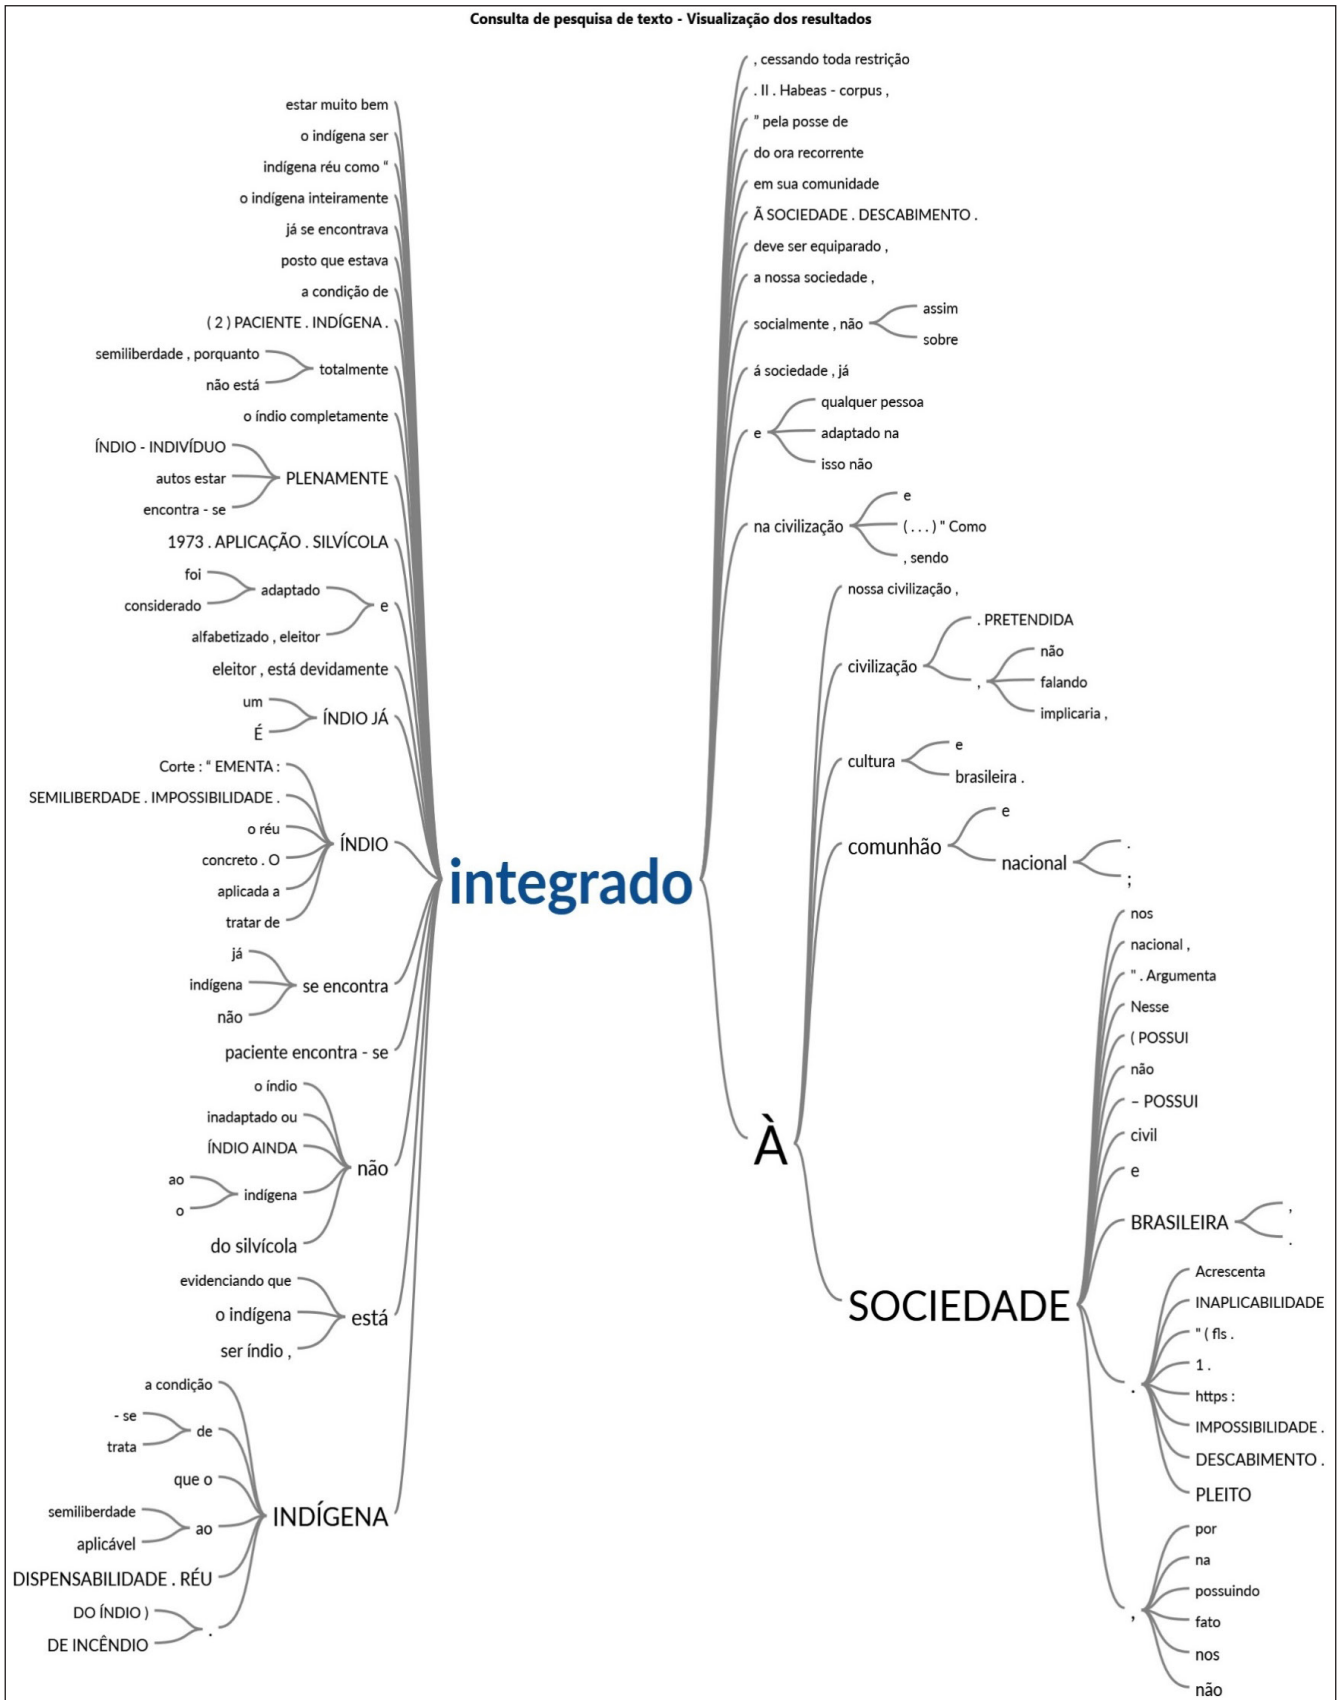 Consulta de pesquisa de texto - Visualização dos resultados
estar muito bem
o indígena ser
indígena réu como “
o indígena inteiramente
já se encontrava
posto que estava
a condição de
( 2 ) PACIENTE . INDÍGENA .
semiliberdade , porquanto
não está
totalmente
o índio completamente
ÍNDIO - INDIVÍDUO
autos estar
encontra - se
PLENAMENTE
1973 . APLICAÇÃO . SILVÍCOLA
foi
considerado
adaptado
alfabetizado , eleitor
e
eleitor , está devidamente
um
É
ÍNDIO JÁ
Corte : “ EMENTA :
SEMILIBERDADE . IMPOSSIBILIDADE .
o réu
concreto . O
aplicada a
tratar de
ÍNDIO
já
indígena
não
se encontra
paciente encontra - se
o índio
inadaptado ou
ÍNDIO AINDA
ao
o
indígena
do silvícola
não
evidenciando que
o indígena
ser índio ,
está
a condição
- se
trata
de
que o
semiliberdade
aplicável
ao
DISPENSABILIDADE . RÉU
DO ÍNDIO )
DE INCÊNDIO
.
INDÍGENA
integrado
, cessando toda restrição
. II . Habeas - corpus ,
” pela posse de
do ora recorrente
em sua comunidade
Ã SOCIEDADE . DESCABIMENTO .
deve ser equiparado ,
a nossa sociedade ,
socialmente , não
assim
sobre
á sociedade , já
e
qualquer pessoa
adaptado na
isso não
na civilização
e
( . . . ) " Como
, sendo
À
nossa civilização ,
civilização
. PRETENDIDA
,
não
falando
implicaria ,
cultura
e
brasileira .
comunhão
e
nacional
.
;
SOCIEDADE
nos
nacional ,
" . Argumenta
Nesse
( POSSUI
não
– POSSUI
civil
e
BRASILEIRA
,
.
.
Acrescenta
INAPLICABILIDADE
" ( fls .
1 .
https :
IMPOSSIBILIDADE .
DESCABIMENTO .
PLEITO
,
por
na
possuindo
fato
nos
não